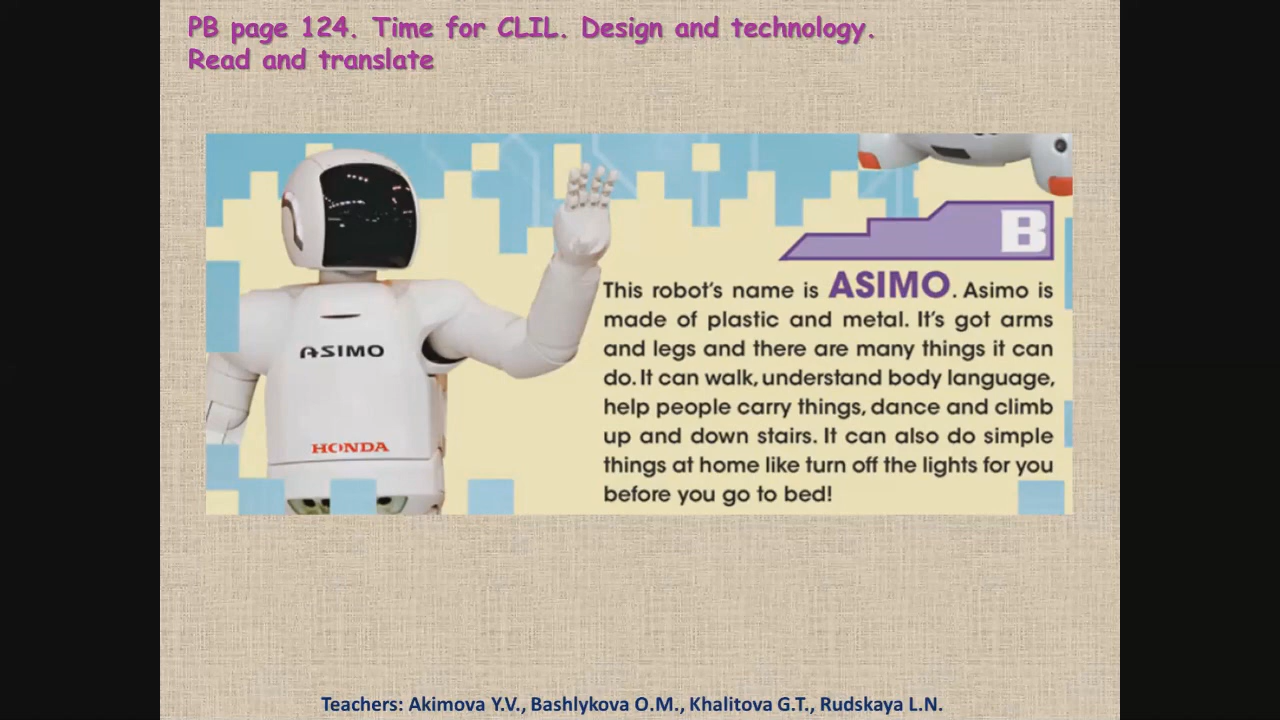 PB page 124. Time for CLIL. Design and technology.
Read and translate
B
This robot's name is ASIMO. Asimo is
made of plastic and metal. It's got arms
and legs and there are many things it can
do. It can walk, understand body language,
help people carry things, dance and climb
up and down stairs. It can also do simple
things at home like turn off the lights for you
before you go to bed!
ASIMO
HONDA
Teachers: Akimova Y.V., Bashlykova O.M., Khalitova G.T., Rudskaya L.N.